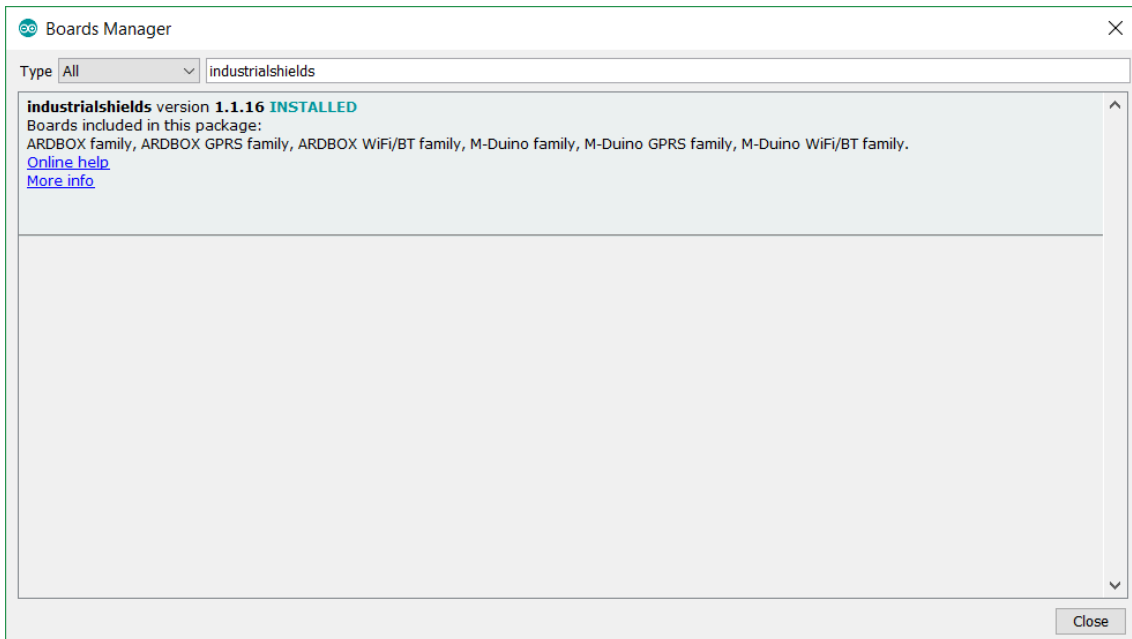 Boards Manager
Type All industrialshields
industrialshields version 1.1.16 INSTALLED
Boards included in this package:
ARDBOX family, ARDBOX GPRS family, ARDBOX WiFi/BT family, M-Duino family, M-Duino GPRS family, M-Duino WiFi/BT family.
Online help
More info
Close